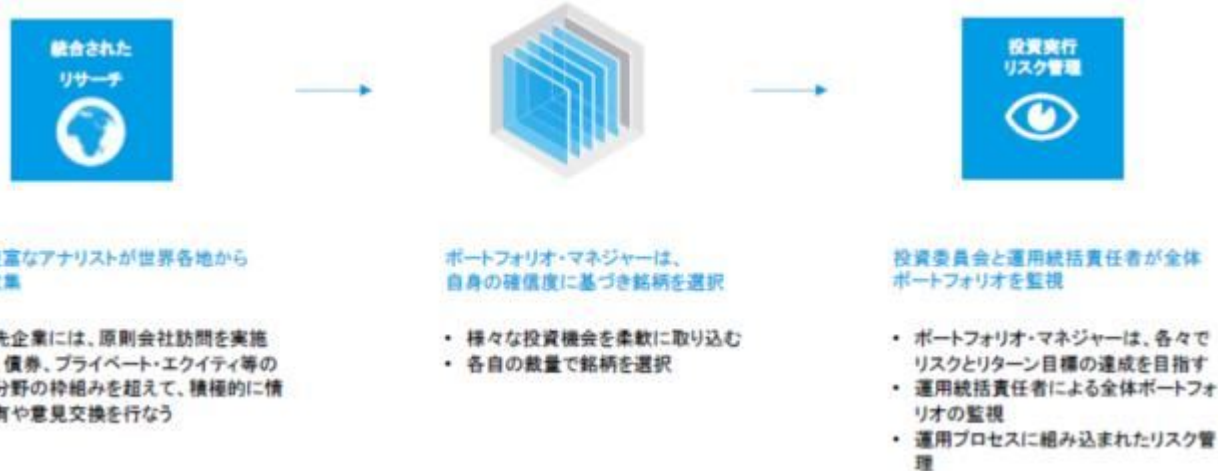 統合された
リサーチ
投資実行
リスク管理
富なアナリストが世界各地から
集
先企業には、原則会社訪問を実施
債券、プライベート・エクイティ等の
分野の枠組みを超えて、積極的に情
有や意見交換を行なう
ポートフォリオ・マネジャーは、
自身の確信度に基づき銘柄を選択
• 様々な投資機会を柔軟に取り込む
• 各自の裁量で銘柄を選択
投資委員会と運用統括責任者が全体
ポートフォリオを監視
• ポートフォリオ・マネジャーは、各々で
リスクとリターン目標の達成を目指す
• 運用統括責任者による全体ポートフォ
リオの監視
• 運用プロセスに組み込まれたリスク管
理